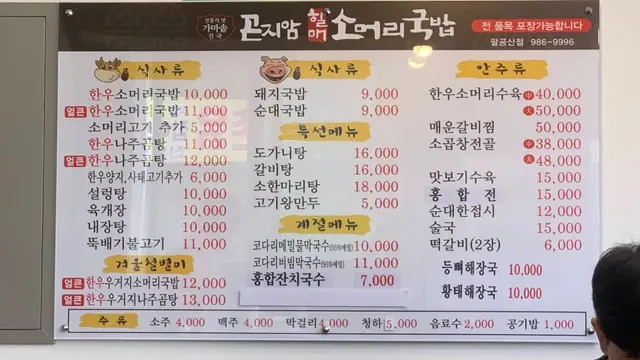 전통의 맛
가마솥
진국
곤지암 할매 소머리국밥
전 품목 포장가능합니다
팔공산점 986-9996
식사류
한우소머리국밥 10,000
얼큰 한우소머리국밥 11,000
소머리고기 추가 5,000
한우나주곰탕 11,000
얼큰 한우나주곰탕 12,000
한우양지,사태고기추가 6,000
설렁탕 10,000
육개장 10,000
내장탕 10,000
뚝배기불고기 11,000
겨울철별미
얼큰 한우우거지소머리국밥 12,000
얼큰 한우우거지나주곰탕 13,000
식사류
돼지국밥 9,000
순대국밥 9,000
특선메뉴
도가니탕 16,000
갈비탕 16,000
소한마리탕 18,000
고기왕만두 5,000
계절메뉴
코다리메밀물막국수 10,000
코다리비빔막국수 11,000
홍합잔치국수 7,000
안주류
한우소머리수육 中 40,000
大 50,000
매운갈비찜 50,000
소곱창전골 中 38,000
大 48,000
맛보기수육 15,000
홍합전 15,000
순대한접시 12,000
술국 15,000
떡갈비(2장) 6,000
등뼈해장국 10,000
황태해장국 10,000
주류 소주 4,000 맥주 4,000 막걸리 4,000 청하 5,000 음료수 2,000 공기밥 1,000